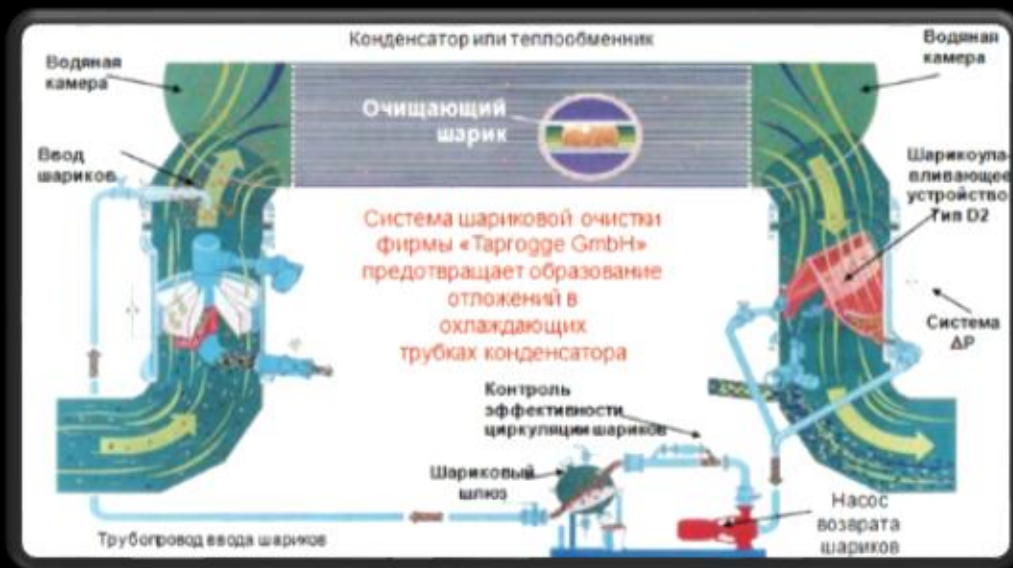 Конденсатор или теплообменник
Водяная
камера
Водяная
камера
Очищающий
шарик
Ввод
шариков
Шарикоула-
вливающее
устройство
Тип D2
Система шариковой очистки
фирмы «Taprogge GmbH»
предотвращает образование
отложений в
охлаждающих
трубках конденсатора
Система
ΔP
Контроль
эффективности
циркуляции шариков
Шариковый
шлюз
Насос
возврата
шариков
Трубопровод ввода шариков